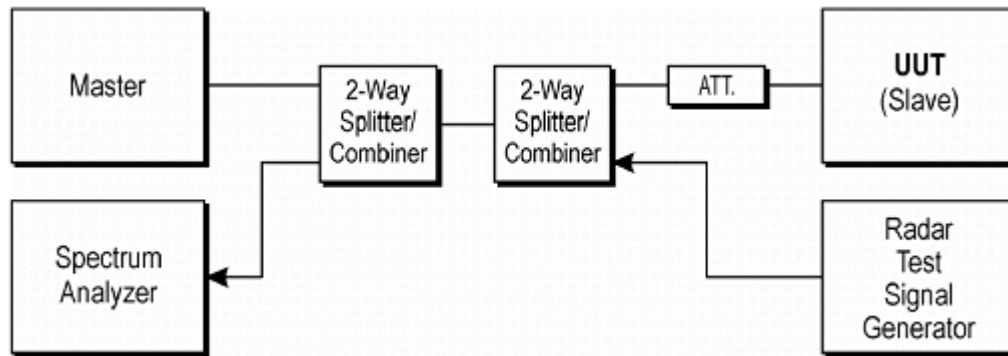 Master
2-Way
Splitter/
Combiner
2-Way
Splitter/
Combiner
ATT.
UUT
(Slave)
Spectrum
Analyzer
Radar
Test
Signal
Generator